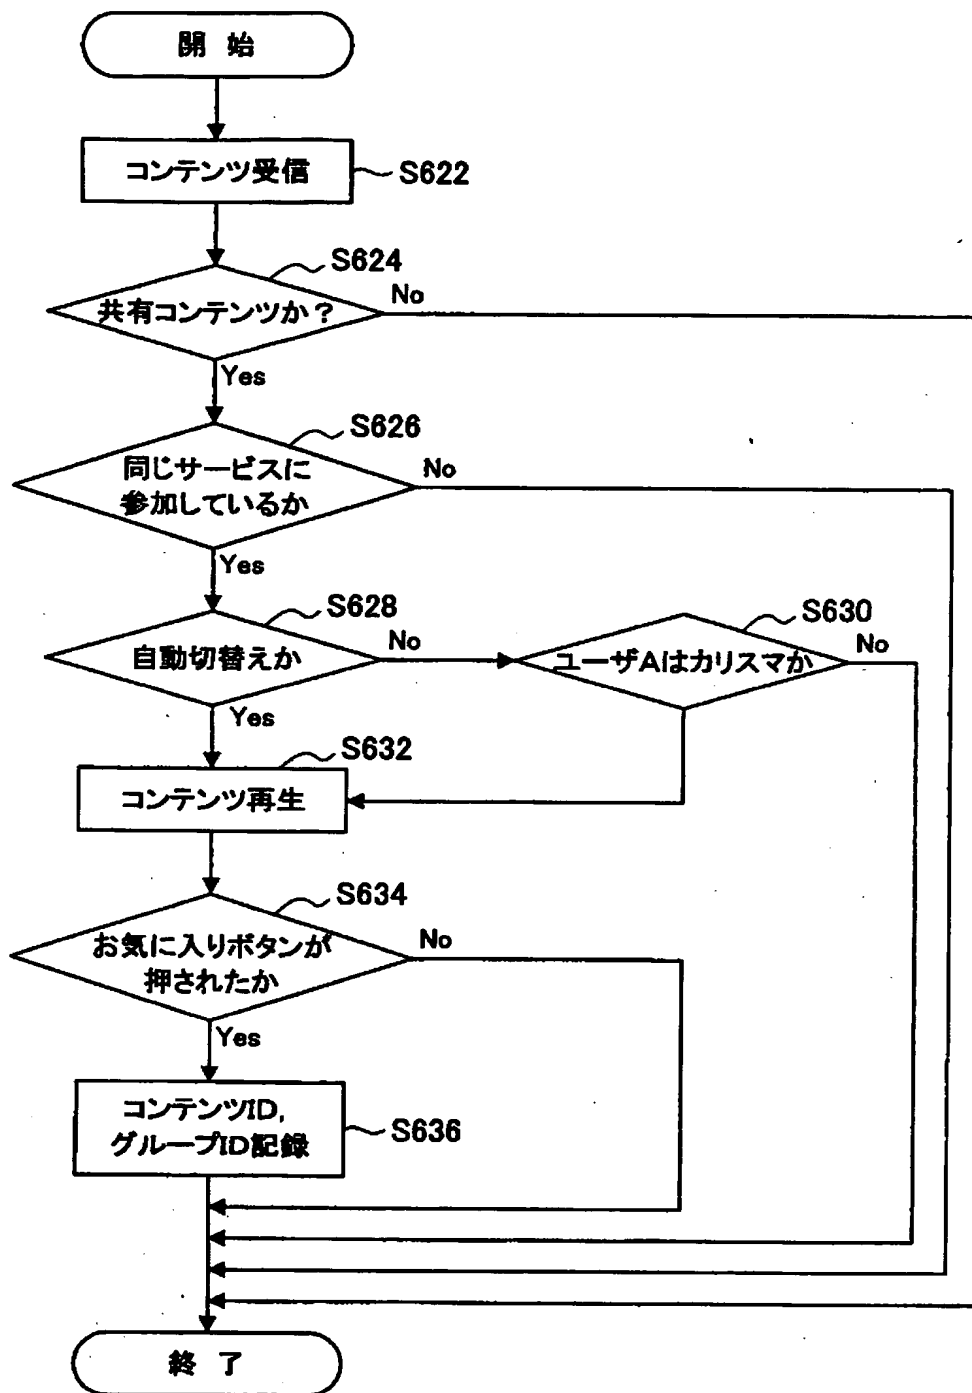 開 始
コンテンツ受信
S622
S624
共有コンテンツか？
No
Yes
S626
同じサービスに
参加しているか
No
Yes
S628
自動切替えか
No
S630
ユーザAはカリスマか
No
Yes
S632
コンテンツ再生
S634
お気に入りボタンが
押されたか
No
Yes
コンテンツID,
グループID記録
S636
終 了